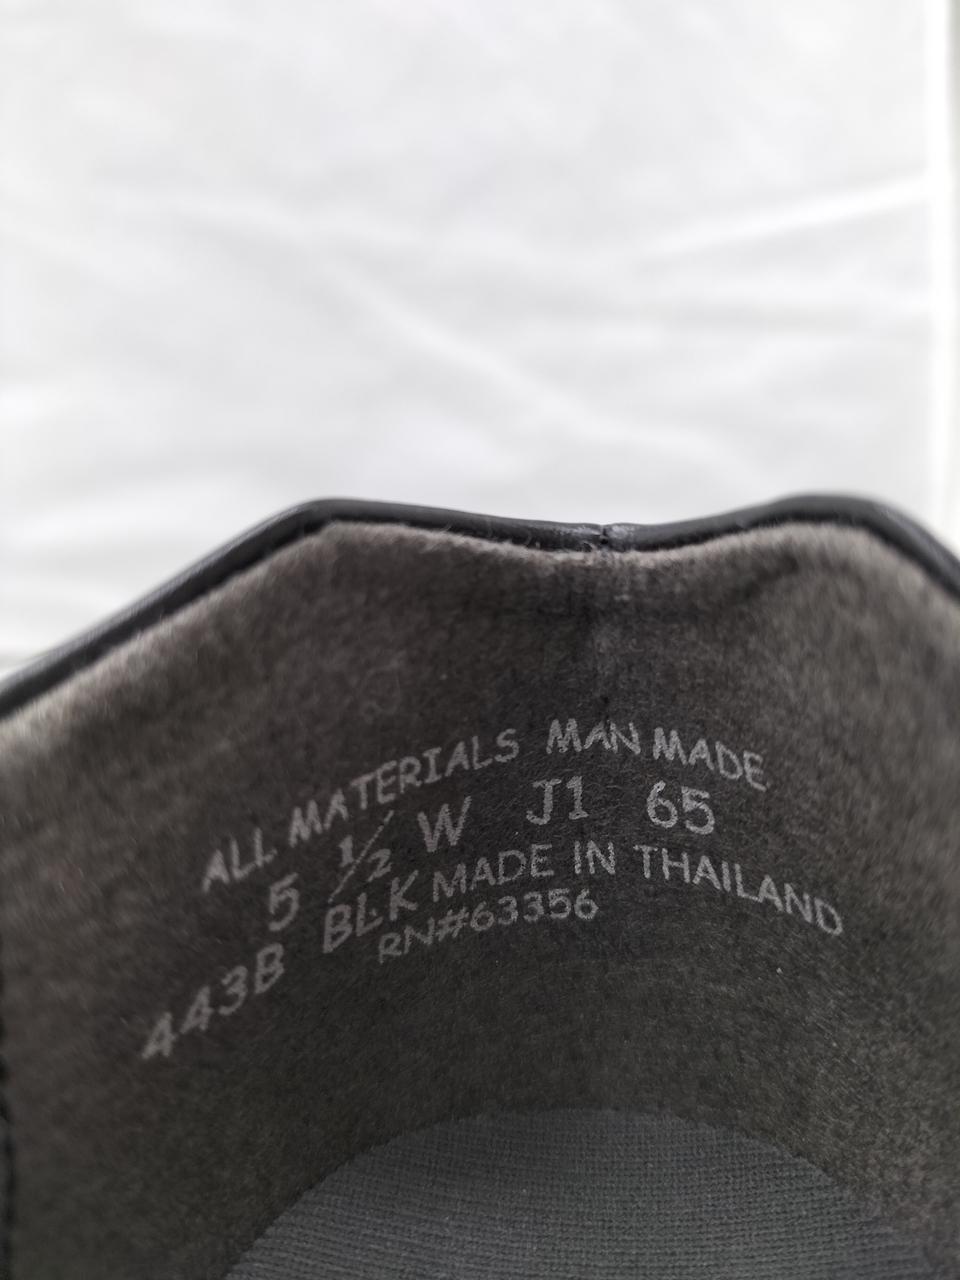 ALL MATERIALS MAN MADE
5 1/2 W J1 65
443B BLK MADE IN THAILAND
RN#63356